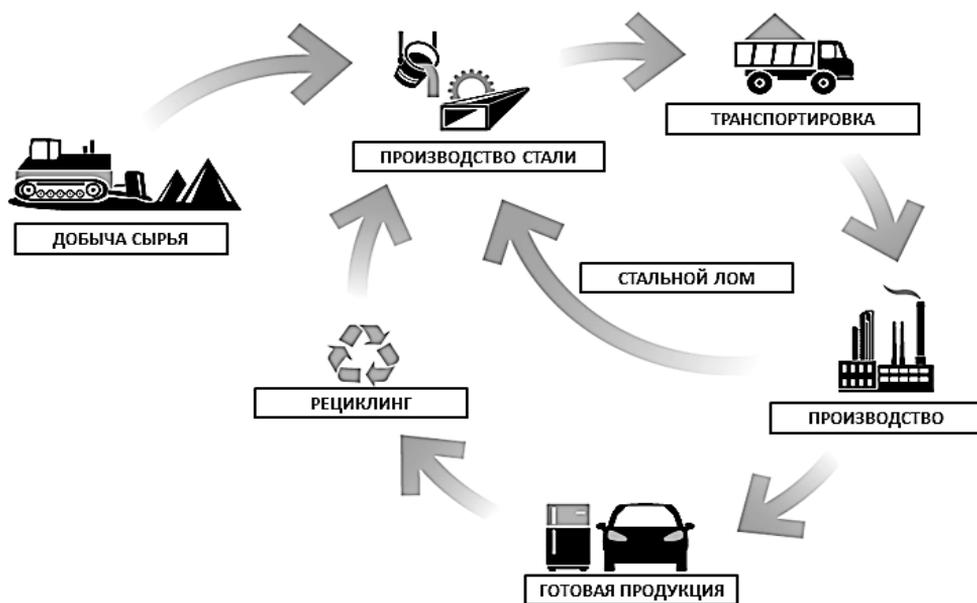 ПРОИЗВОДСТВО СТАЛИ
ТРАНСПОРТИРОВКА
ДОБЫЧА СЫРЬЯ
СТАЛЬНОЙ ЛОМ
РЕЦИКЛИНГ
ПРОИЗВОДСТВО
ГОТОВАЯ ПРОДУКЦИЯ